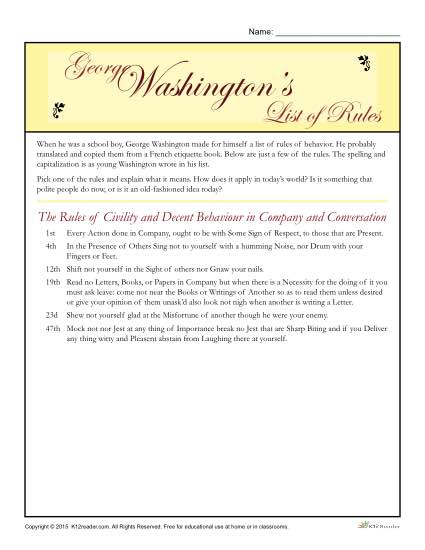 Name:
George
Washington's
List of Rules
When he was a school boy, George Washington made for himself a list of rules of behavior. He probably
translated and copied them from a French etiquette book. Below are just a few of the rules. The spelling and
capitalization is as young Washington wrote in his list.
Pick one of the rules and explain what it means. How does it apply in today's world? Is it something that
polite people do now, or is it an old-fashioned idea today?
The Rules of Civility and Decent Behaviour in Company and Conversation
1st Every Action done in Company, ought to be with Some Sign of Respect, to those that are Present.
4th In the Presence of Others Sing not to yourself with a humming Noise, nor Drum with your
Fingers or Feet.
12th Shift not yourself in the Sight of others nor Gnaw your nails.
19th Read no Letters, Books, or Papers in Company but when there is a Necessity for the doing of it you
must ask leave: come not near the Books or Writings of Another so as to read them unless desired
or give your opinion of them unask'd also look not nigh when another is writing a Letter.
23d Shew not yourself glad at the Misfortune of another though he were your enemy.
47th Mock not nor Jest at any thing of Importance break no Jest that are Sharp Biting and if you Deliver
any thing witty and Pleasent abstain from Laughing there at yourself.
Copyright ©2015 K12reader.com. All Rights Reserved. Free for educational use at home or in classrooms.
K12Reader